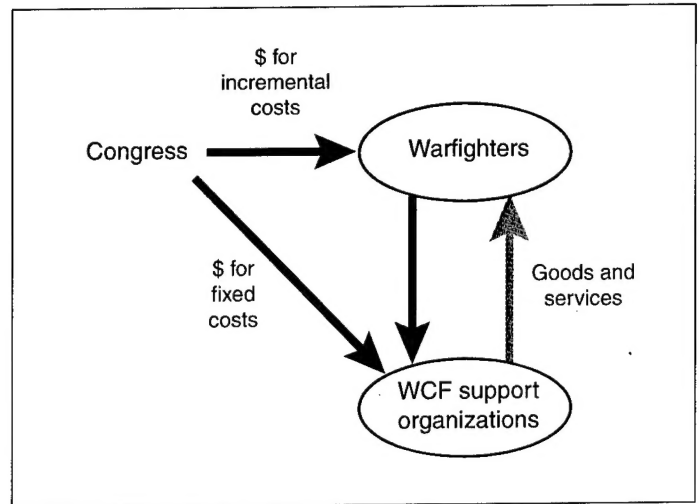 $ for
incremental
costs
Congress
Warfighters
$ for
fixed
costs
Goods and
services
WCF support
organizations